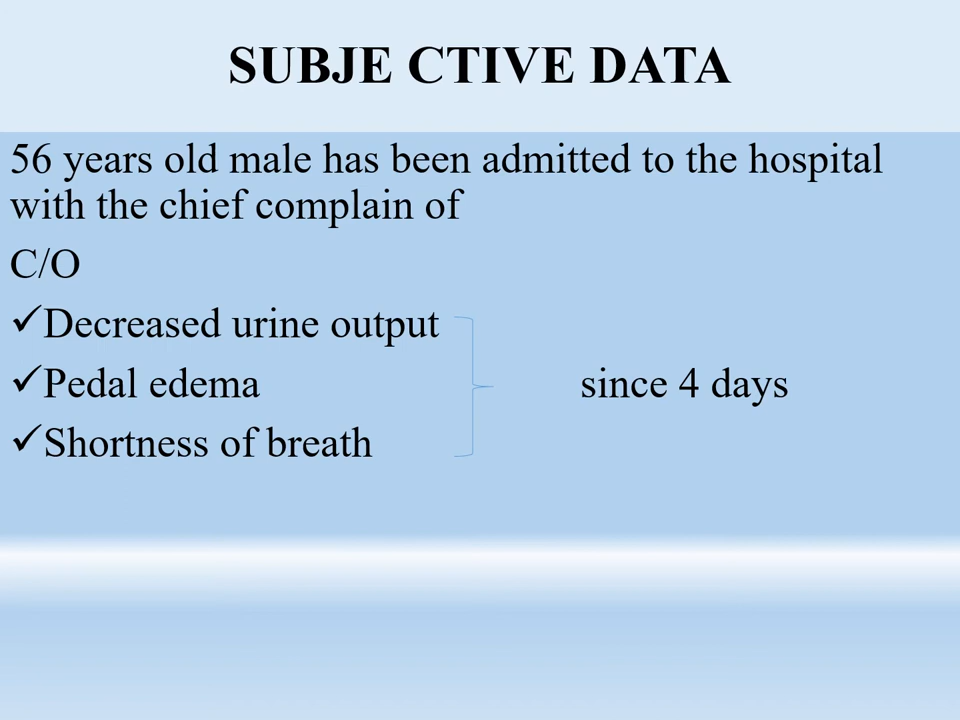 SUBJE CTIVE DATA
56 years old male has been admitted to the hospital
with the chief complain of
C/O
✓Decreased urine output
✓Pedal edema since 4 days
✓Shortness of breath